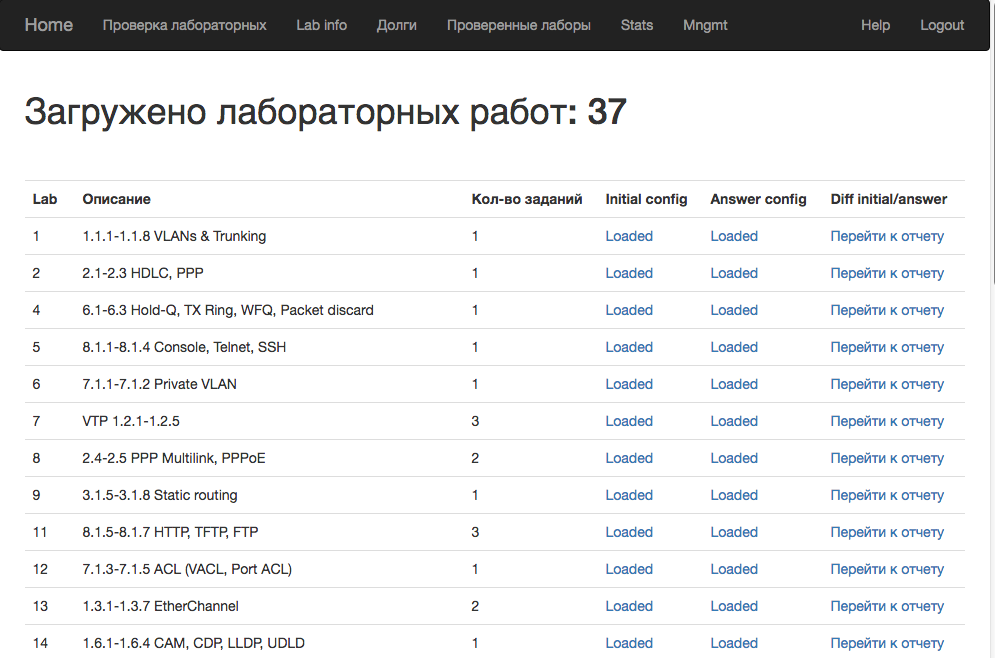 Home Проверка лабораторных Lab info Долги Проверенные лаборы Stats Mngmt Help Logout
Загружено лабораторных работ: 37
Lab Описание Кол-во заданий Initial config Answer config Diff initial/answer
1 1.1.1-1.1.8 VLANs & Trunking 1 Loaded Loaded Перейти к отчету
2 2.1-2.3 HDLC, PPP 1 Loaded Loaded Перейти к отчету
4 6.1-6.3 Hold-Q, TX Ring, WFQ, Packet discard 1 Loaded Loaded Перейти к отчету
5 8.1.1-8.1.4 Console, Telnet, SSH 1 Loaded Loaded Перейти к отчету
6 7.1.1-7.1.2 Private VLAN 1 Loaded Loaded Перейти к отчету
7 VTP 1.2.1-1.2.5 3 Loaded Loaded Перейти к отчету
8 2.4-2.5 PPP Multilink, PPPoE 2 Loaded Loaded Перейти к отчету
9 3.1.5-3.1.8 Static routing 1 Loaded Loaded Перейти к отчету
11 8.1.5-8.1.7 HTTP, TFTP, FTP 3 Loaded Loaded Перейти к отчету
12 7.1.3-7.1.5 ACL (VACL, Port ACL) 1 Loaded Loaded Перейти к отчету
13 1.3.1-1.3.7 EtherChannel 2 Loaded Loaded Перейти к отчету
14 1.6.1-1.6.4 CAM, CDP, LLDP, UDLD 1 Loaded Loaded Перейти к отчету